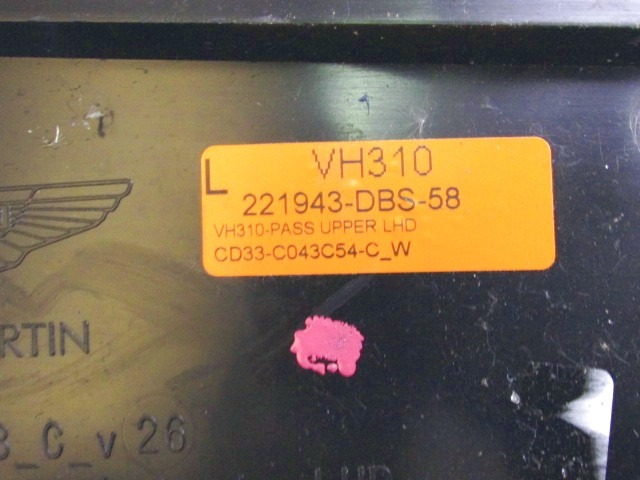 L VH310
221943-DBS-58
VH310-PASS UPPER LHD
CD33-C043C54-C_W
RTIN
_C_v 26